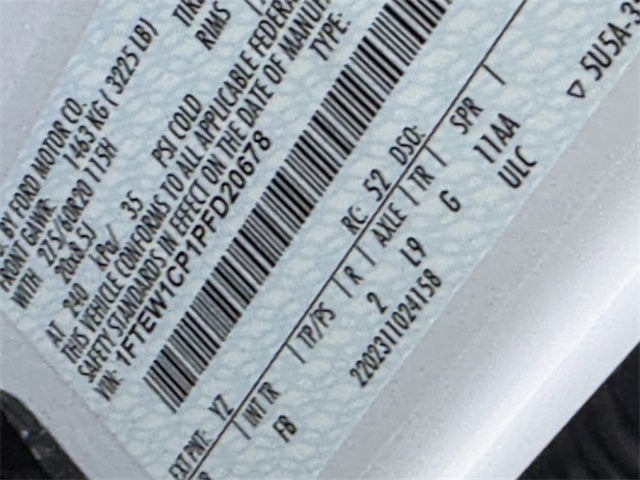 BY FORD MOTOR CO.
FRONT GAWR: 1463 KG ( 3225 LB)
WITH 275/60R20 115H
20x8.5J RIMS
AT 240 kPa/ 35 PSI COLD
THIS VEHICLE CONFORMS TO ALL APPLICABLE FEDERAL
SAFETY STANDARDS IN EFFECT ON THE DATE OF MANUF
VIN: 1FTEW1CP1PFD20678
TYPE:
EXT PNT: YZ RC: 52 DSO:
INT TR TP/PS R AXLE TR SPR
F8 2 L9 G 11AA
2202311024158 ULC
▽ 5U5A-3